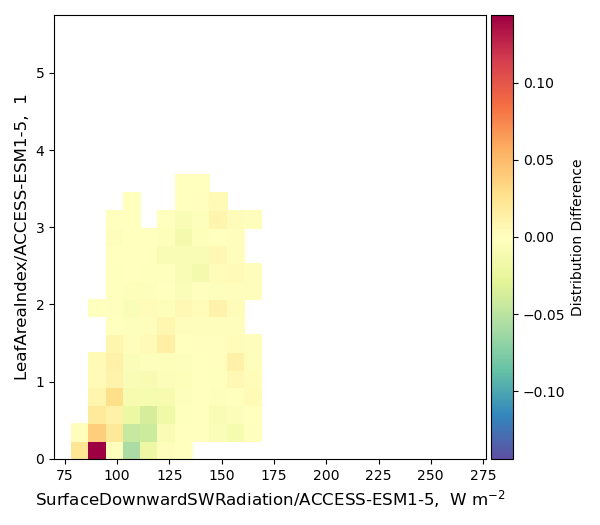 5
4
3
2
1
0
LeafAreaIndex/ACCESS-ESM1-5,  1
75 100 125 150 175 200 225 250 275
SurfaceDownwardSWRadiation/ACCESS-ESM1-5,  W m⁻²
0.10
0.05
0.00
−0.05
−0.10
Distribution Difference